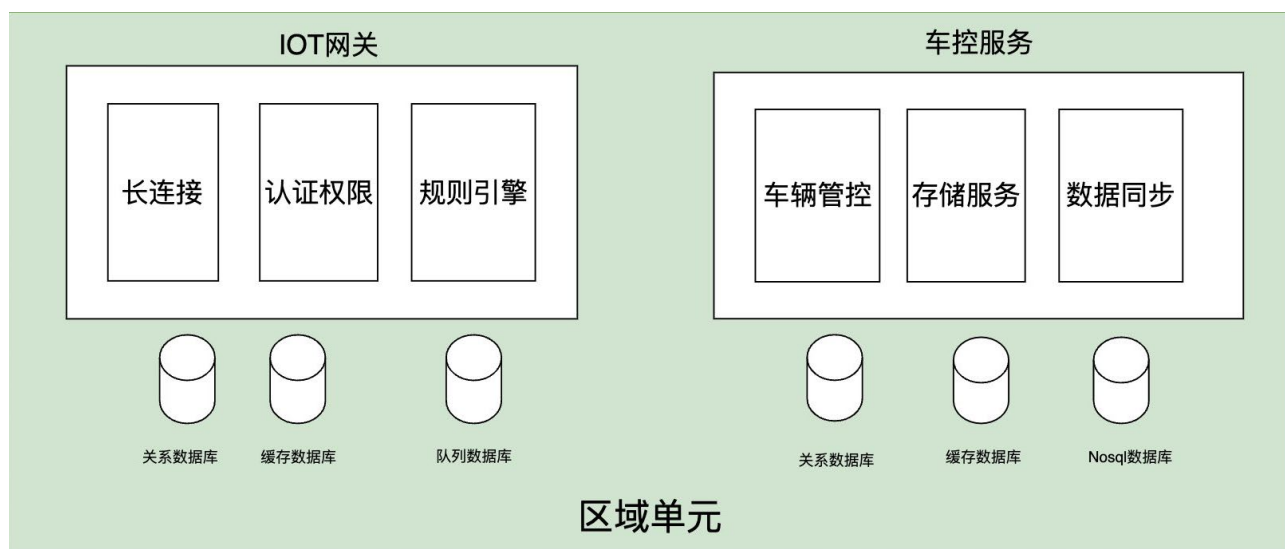 IOT网关
车控服务
长连接
认证权限
规则引擎
车辆管控
存储服务
数据同步
关系数据库
缓存数据库
队列数据库
关系数据库
缓存数据库
Nosql数据库
区域单元